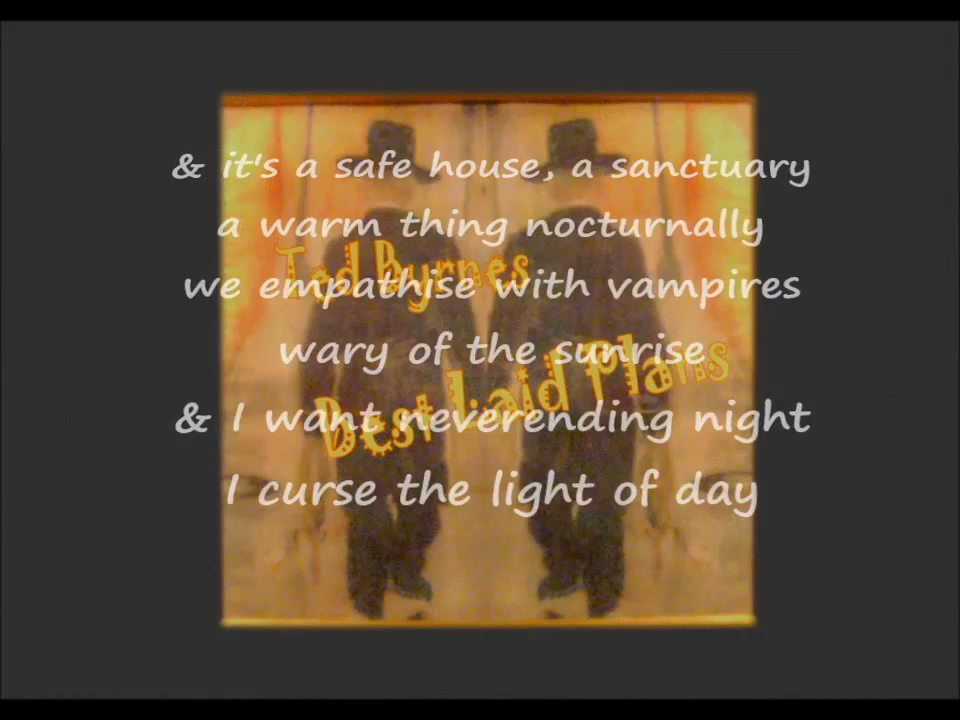 & it's a safe house, a sanctuary
a warm thing nocturnally
Ted Byrnes
we empathise with vampires
wary of the sunrise
Best Laid Plans
& I want neverending night
I curse the light of day